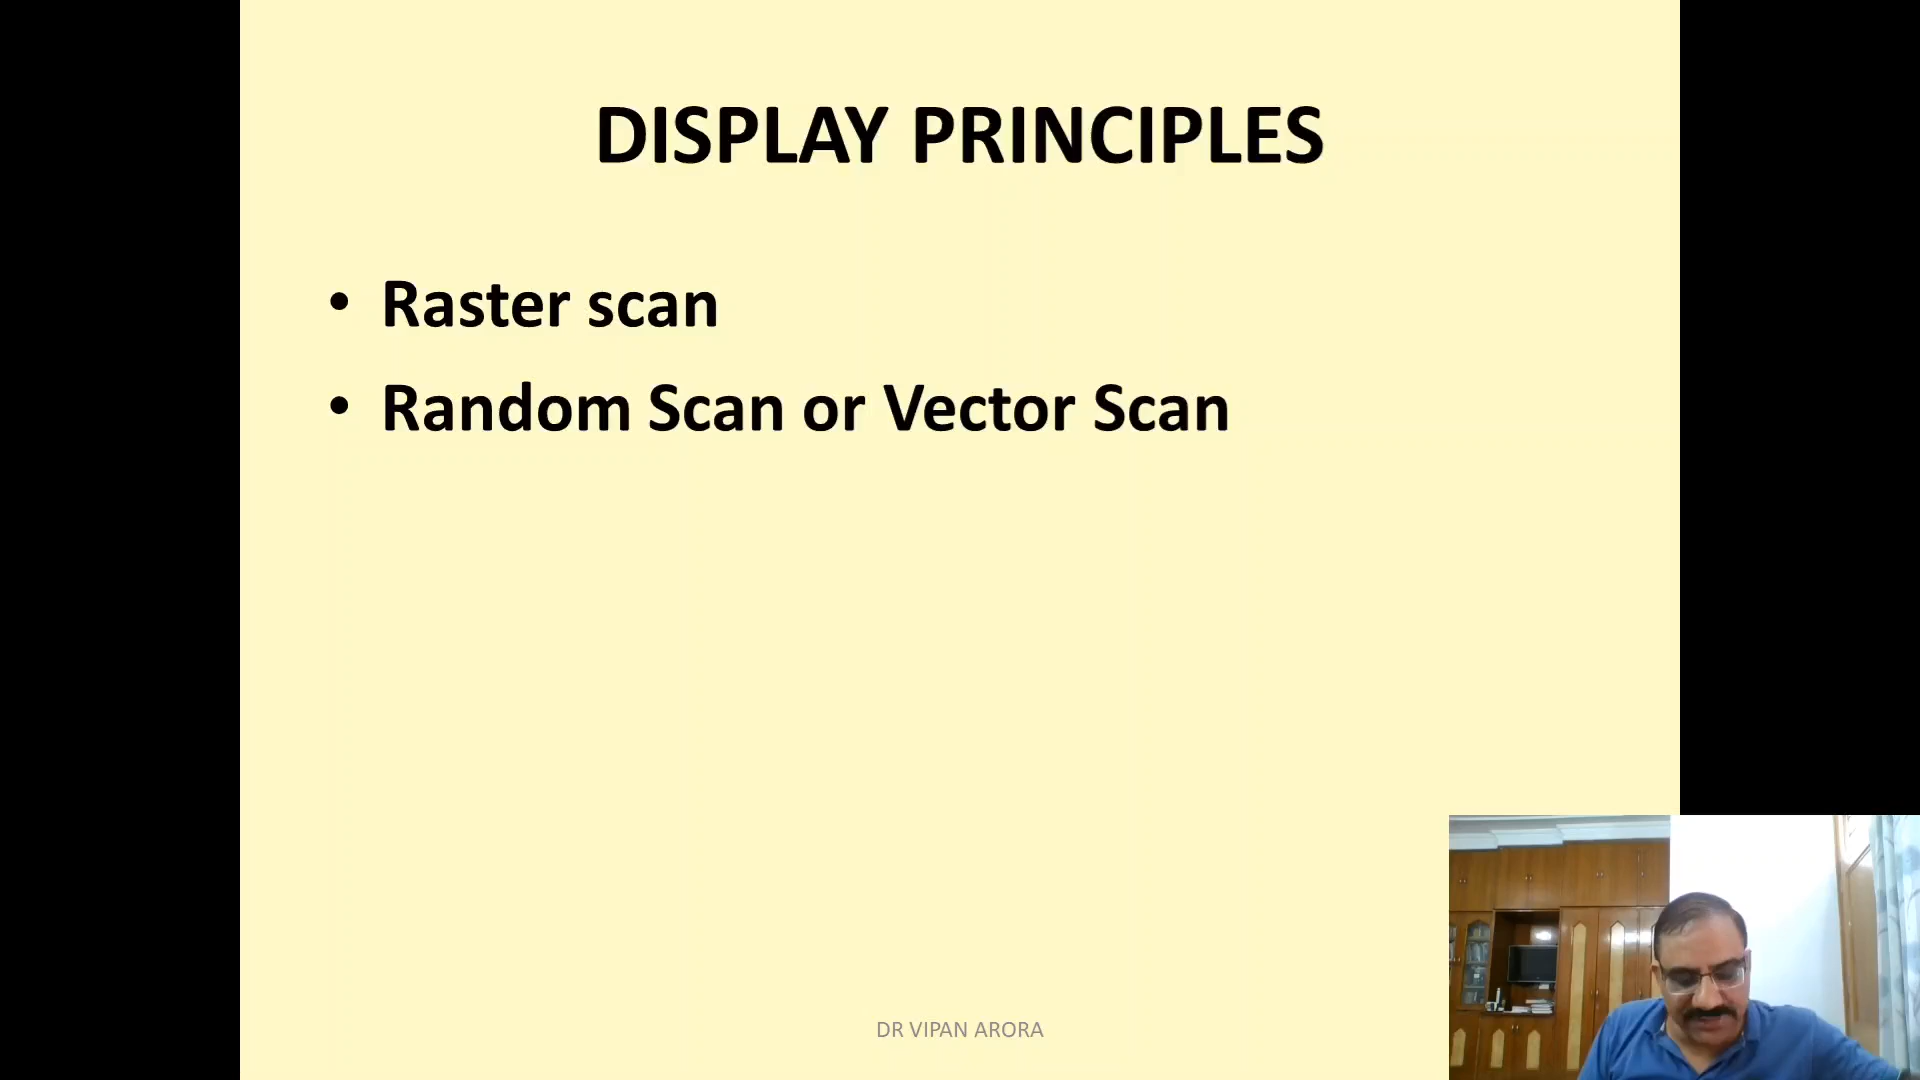 DISPLAY PRINCIPLES
• Raster scan
• Random Scan or Vector Scan
DR VIPAN ARORA